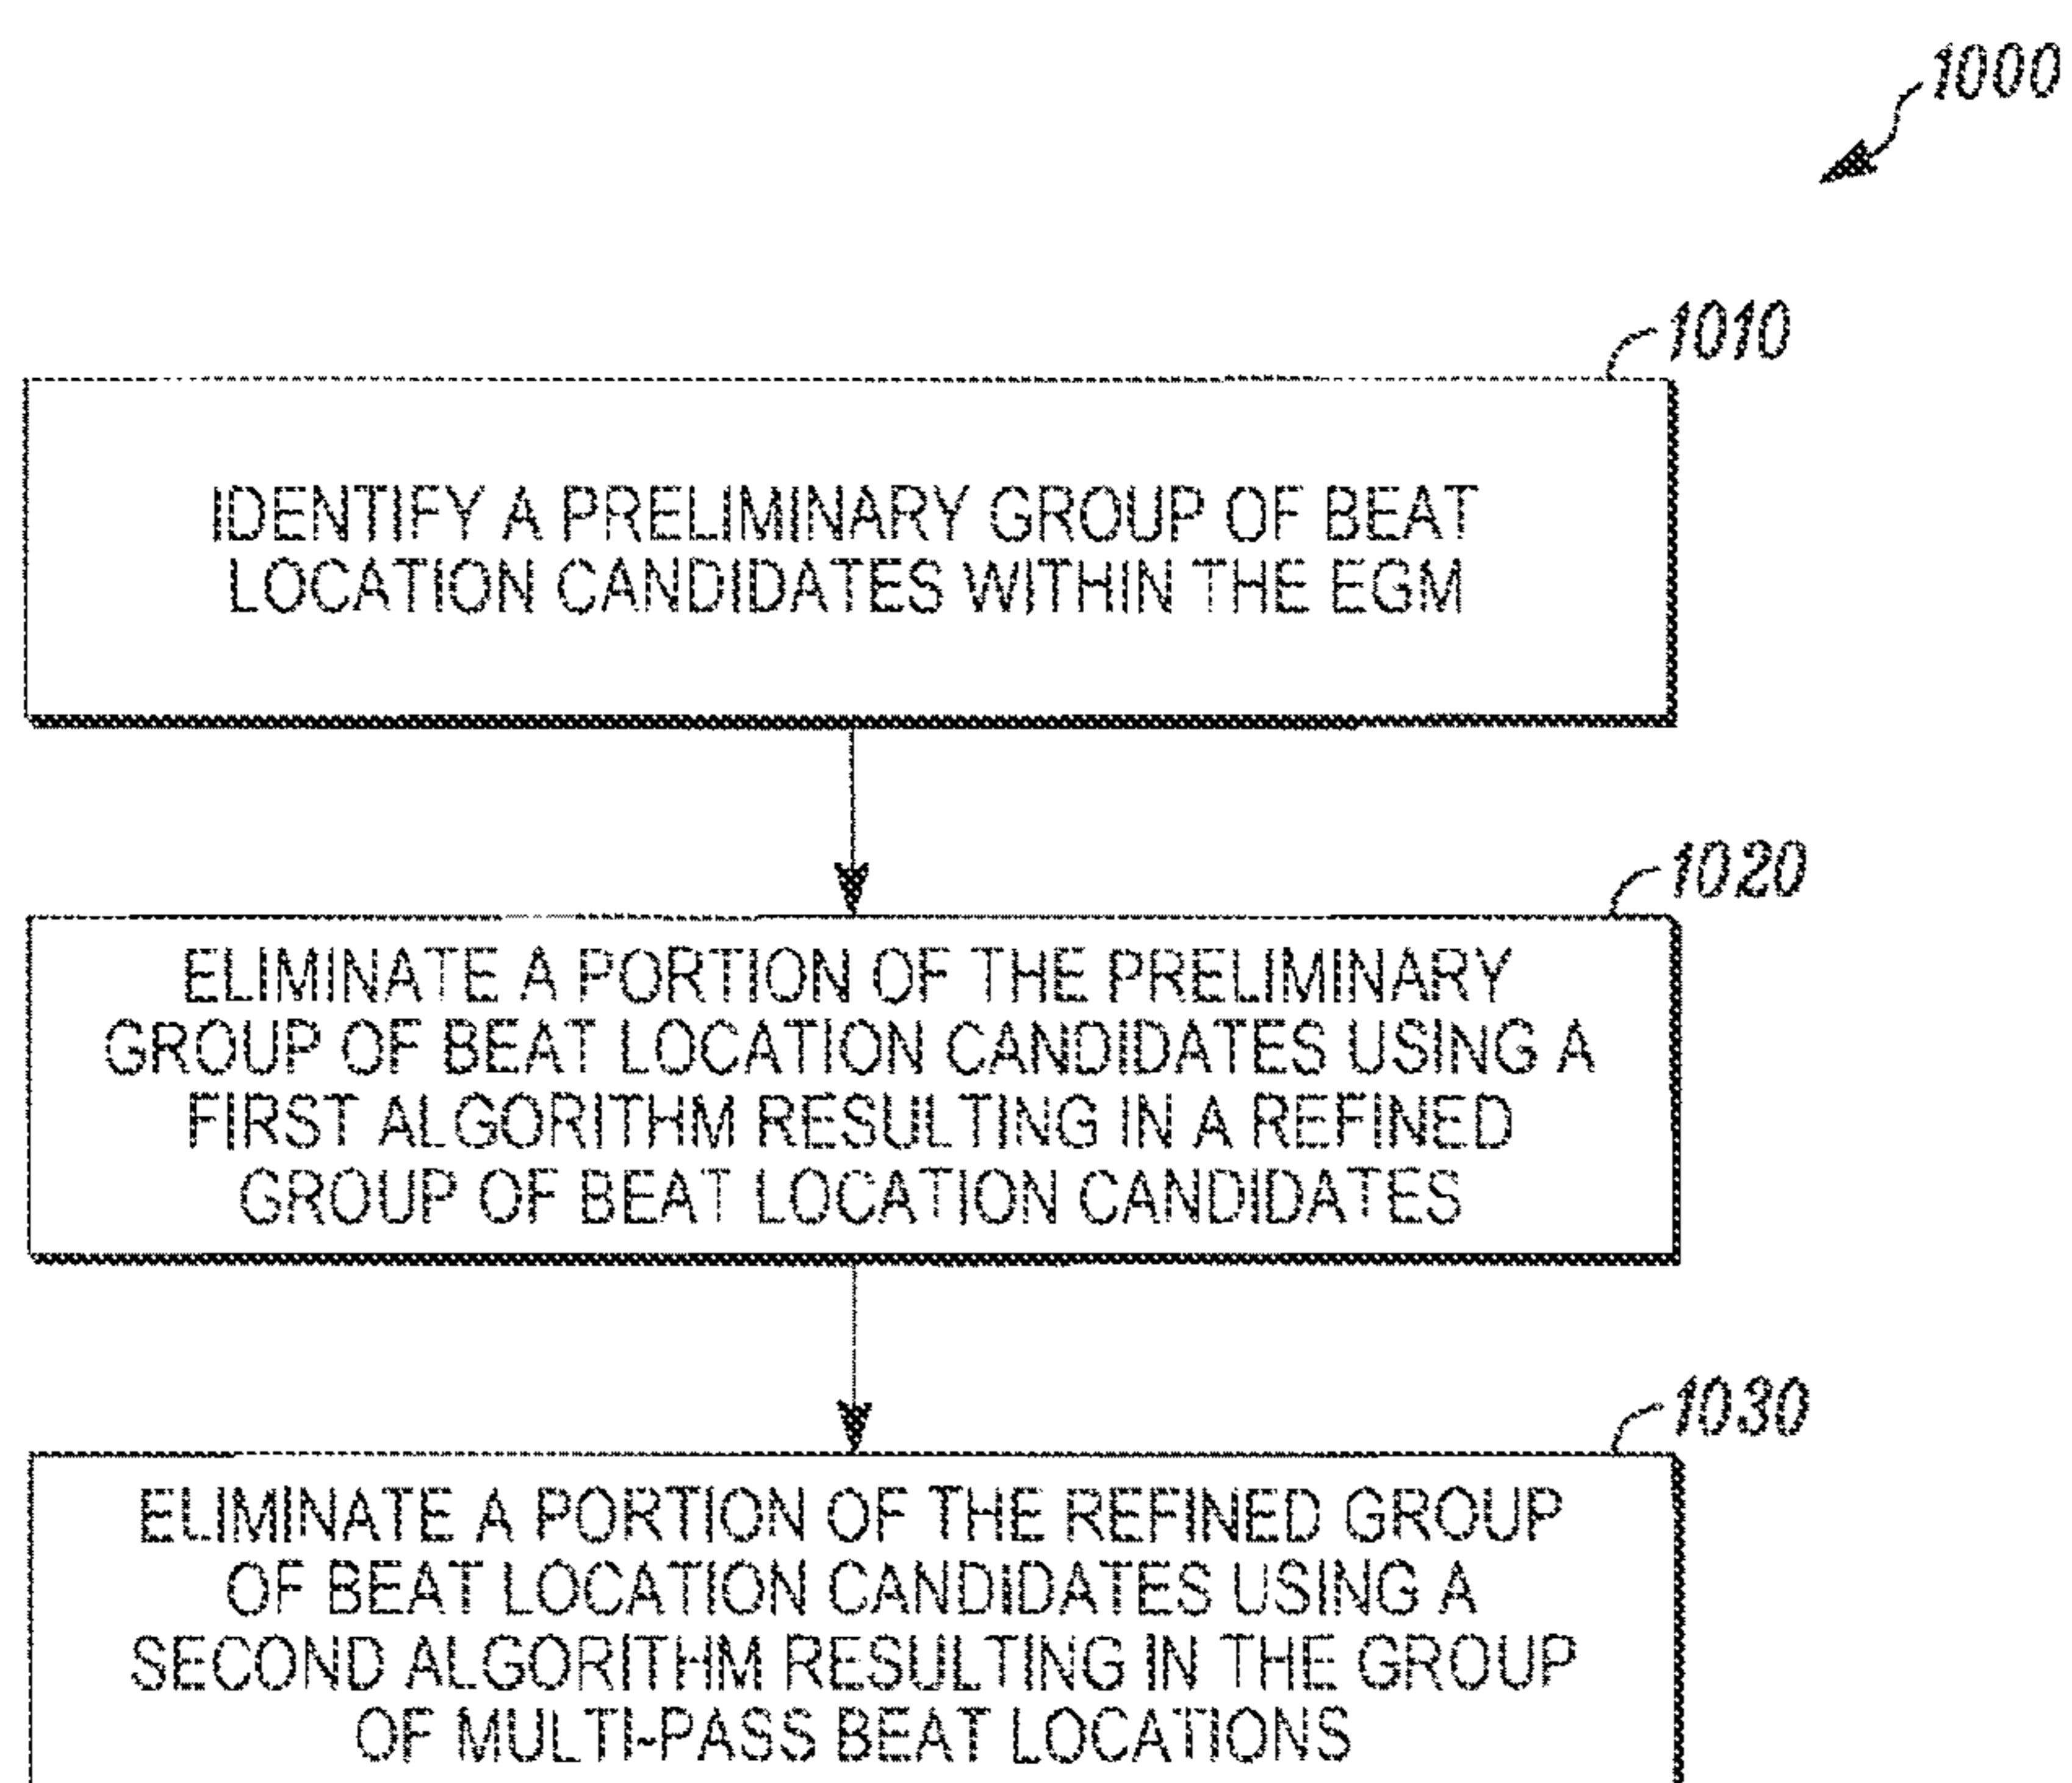 1000
1010
IDENTIFY A PRELIMINARY GROUP OF BEAT
LOCATION CANDIDATES WITHIN THE EGM
1020
ELIMINATE A PORTION OF THE PRELIMINARY
GROUP OF BEAT LOCATION CANDIDATES USING A
FIRST ALGORITHM RESULTING IN A REFINED
GROUP OF BEAT LOCATION CANDIDATES
1030
ELIMINATE A PORTION OF THE REFINED GROUP
OF BEAT LOCATION CANDIDATES USING A
SECOND ALGORITHM RESULTING IN THE GROUP
OF MULTI-PASS BEAT LOCATIONS